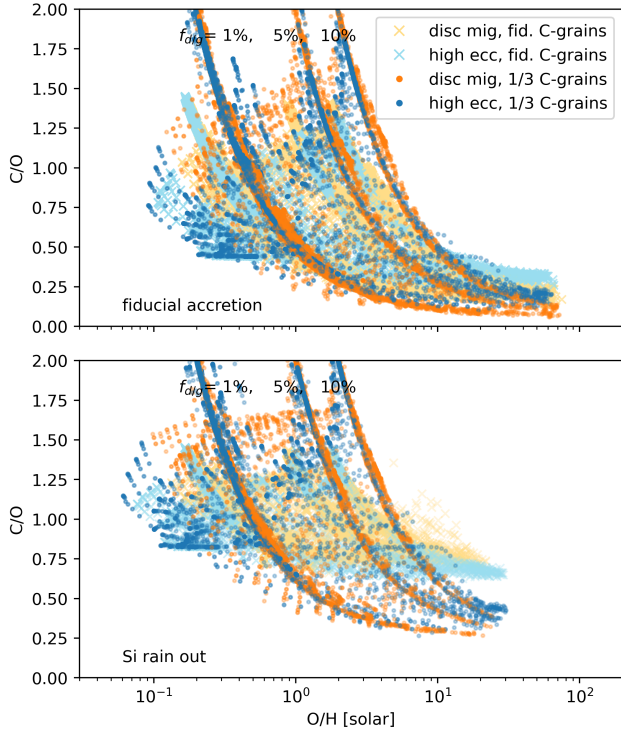 2.00
1.75
1.50
1.25
1.00
0.75
0.50
0.25
0.00
C/O
f_{d/g}= 1%, 5%, 10%
disc mig, fid. C-grains
high ecc, fid. C-grains
disc mig, 1/3 C-grains
high ecc, 1/3 C-grains
fiducial accretion
2.00
1.75
1.50
1.25
1.00
0.75
0.50
0.25
0.00
C/O
f_{d/g}= 1%, 5%, 10%
Si rain out
10^{-1} 10^{0} 10^{1} 10^{2}
O/H [solar]